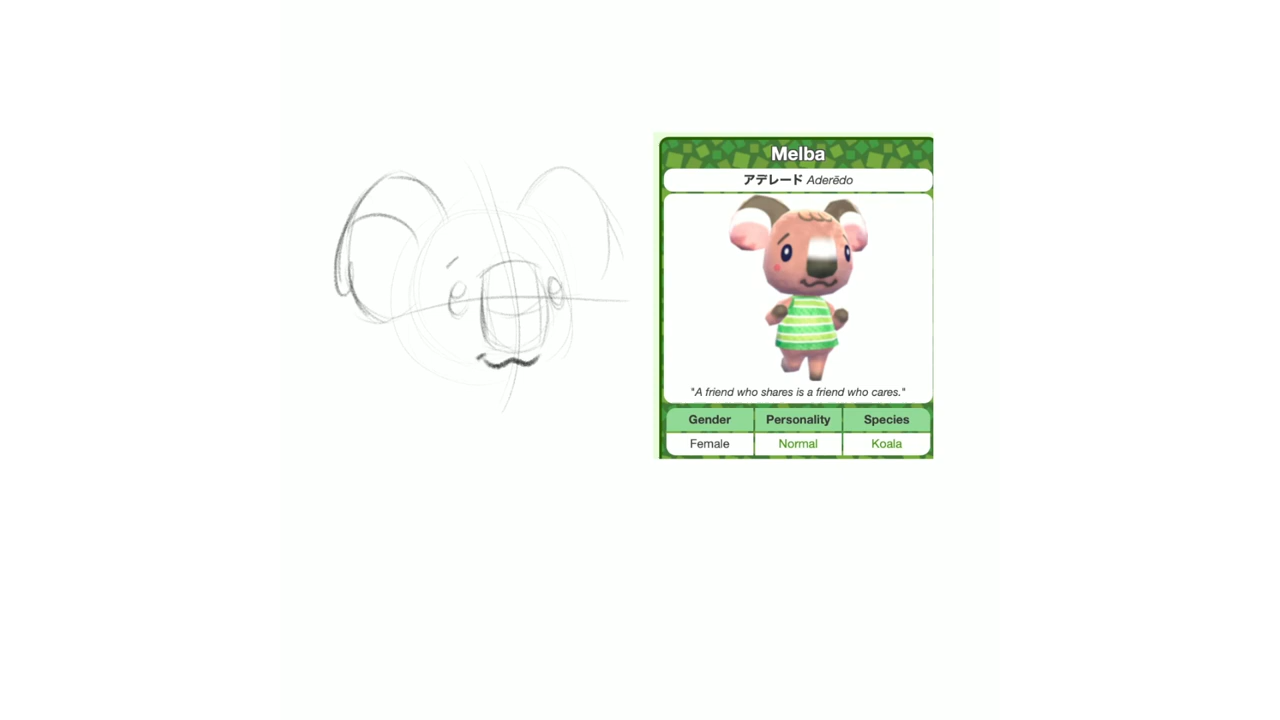 Melba
アデレード Aderēdo
"A friend who shares is a friend who cares."
Gender Personality Species
Female Normal Koala